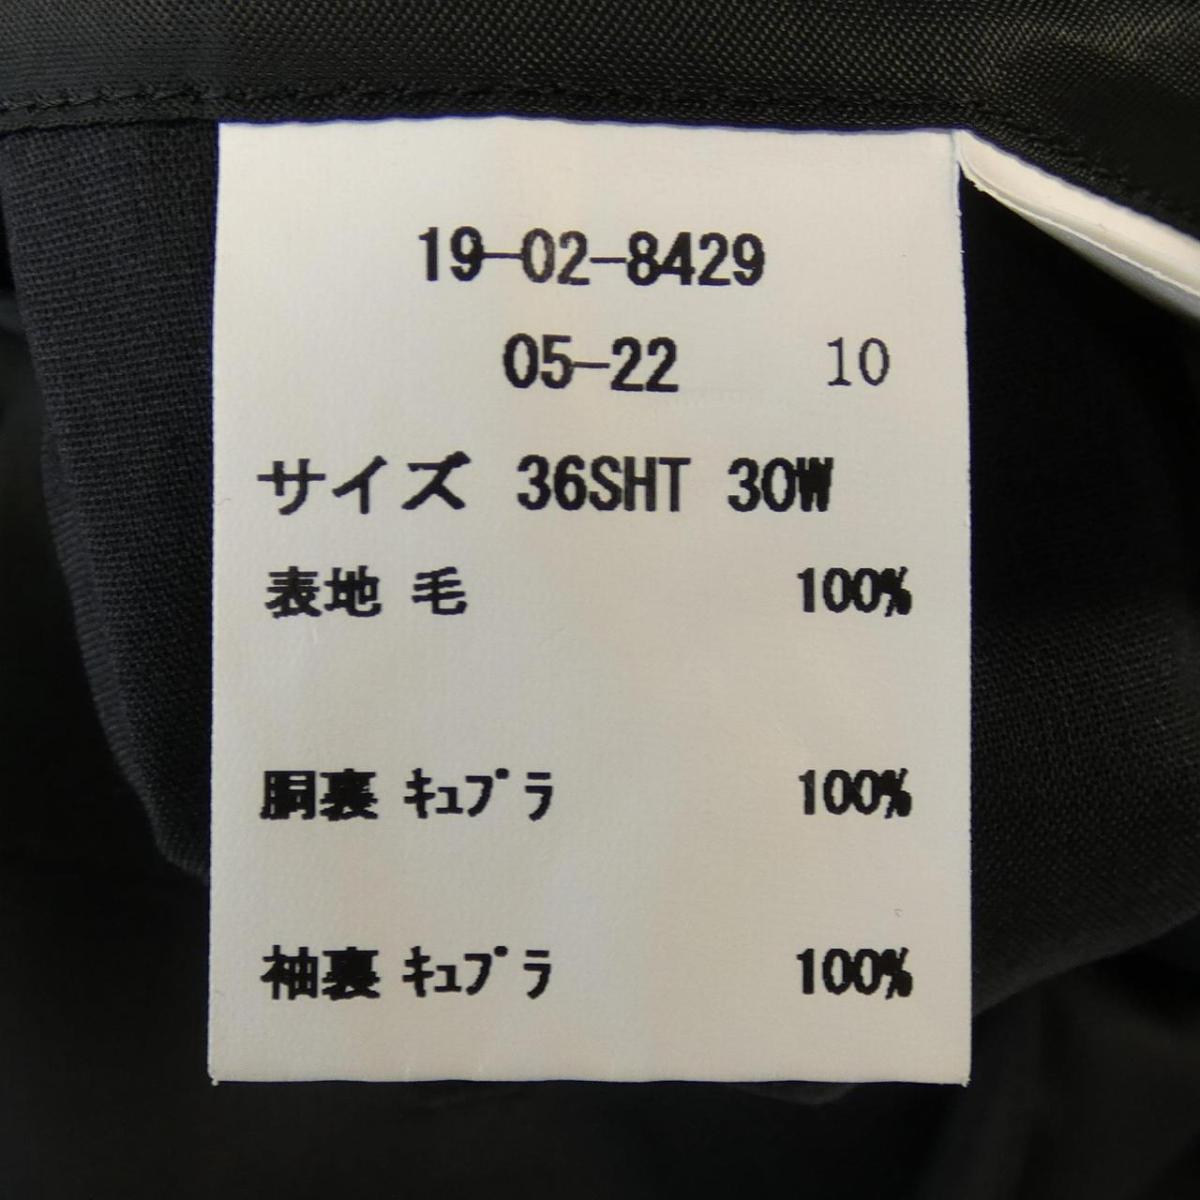 19-02-8429
05-22 10
サイズ 36SHT 30W
表地 毛 100%
胴裏 ｷｭﾌﾟﾗ 100%
袖裏 ｷｭﾌﾟﾗ 100%